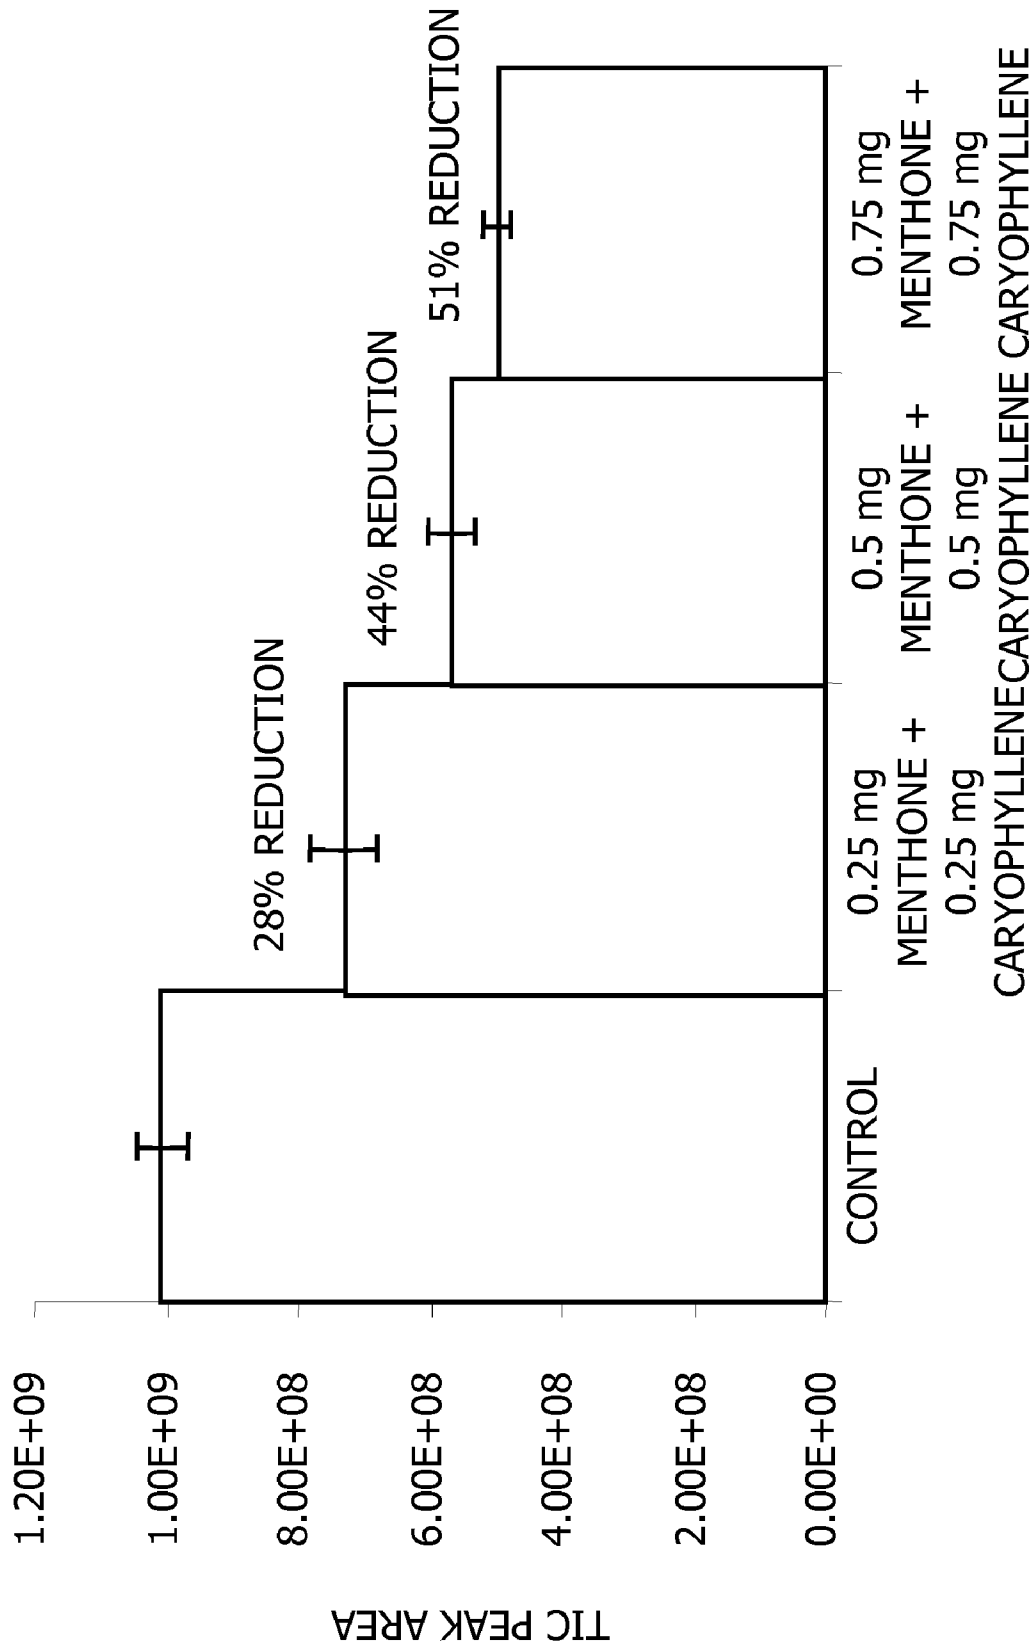 TIC PEAK AREA
1.20E+09
1.00E+09
8.00E+08
6.00E+08
4.00E+08
2.00E+08
0.00E+00
28% REDUCTION
44% REDUCTION
51% REDUCTION
CONTROL
0.25 mg
MENTHONE +
0.25 mg
CARYOPHYLLENE
0.5 mg
MENTHONE +
0.5 mg
CARYOPHYLLENE
0.75 mg
MENTHONE +
0.75 mg
CARYOPHYLLENE